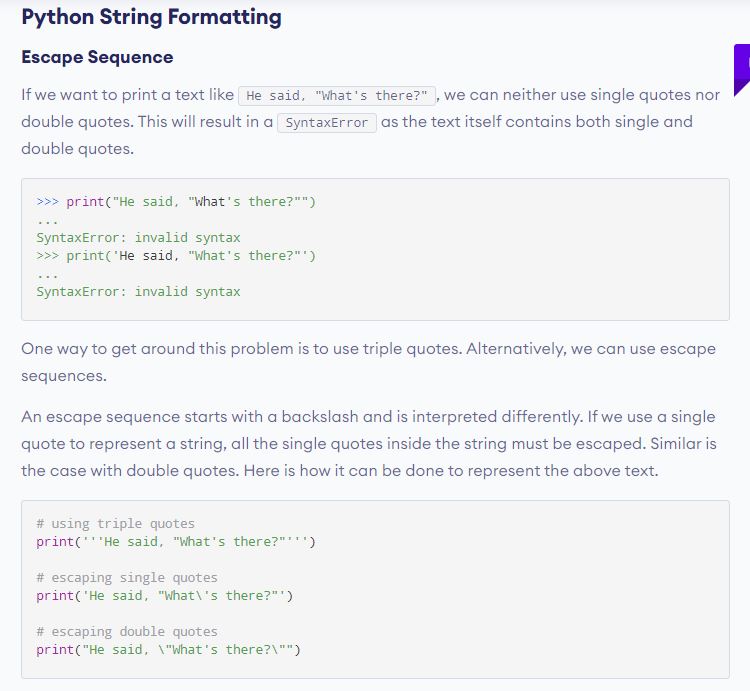 Python String Formatting
Escape Sequence
If we want to print a text like He said, "What's there?" , we can neither use single quotes nor
double quotes. This will result in a SyntaxError as the text itself contains both single and
double quotes.
>>> print("He said, "What's there?"")
...
SyntaxError: invalid syntax
>>> print('He said, "What's there?"')
...
SyntaxError: invalid syntax
One way to get around this problem is to use triple quotes. Alternatively, we can use escape
sequences.
An escape sequence starts with a backslash and is interpreted differently. If we use a single
quote to represent a string, all the single quotes inside the string must be escaped. Similar is
the case with double quotes. Here is how it can be done to represent the above text.
# using triple quotes
print('''He said, "What's there?"''')
# escaping single quotes
print('He said, "What\'s there?"')
# escaping double quotes
print("He said, \"What's there?\"")